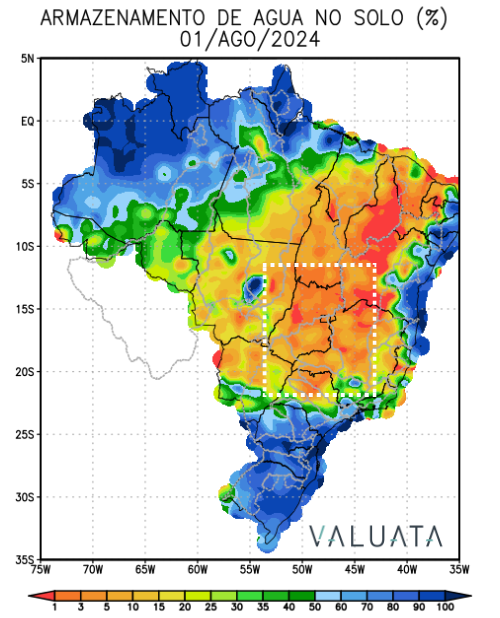 ARMAZENAMENTO DE AGUA NO SOLO (%)
01/AGO/2024
5N
EQ
5S
10S
15S
20S
25S
30S
35S
VALUATA
75W 70W 65W 60W 55W 50W 45W 40W 35W
1 3 5 10 15 20 25 35 40 50 60 70 80 90 100